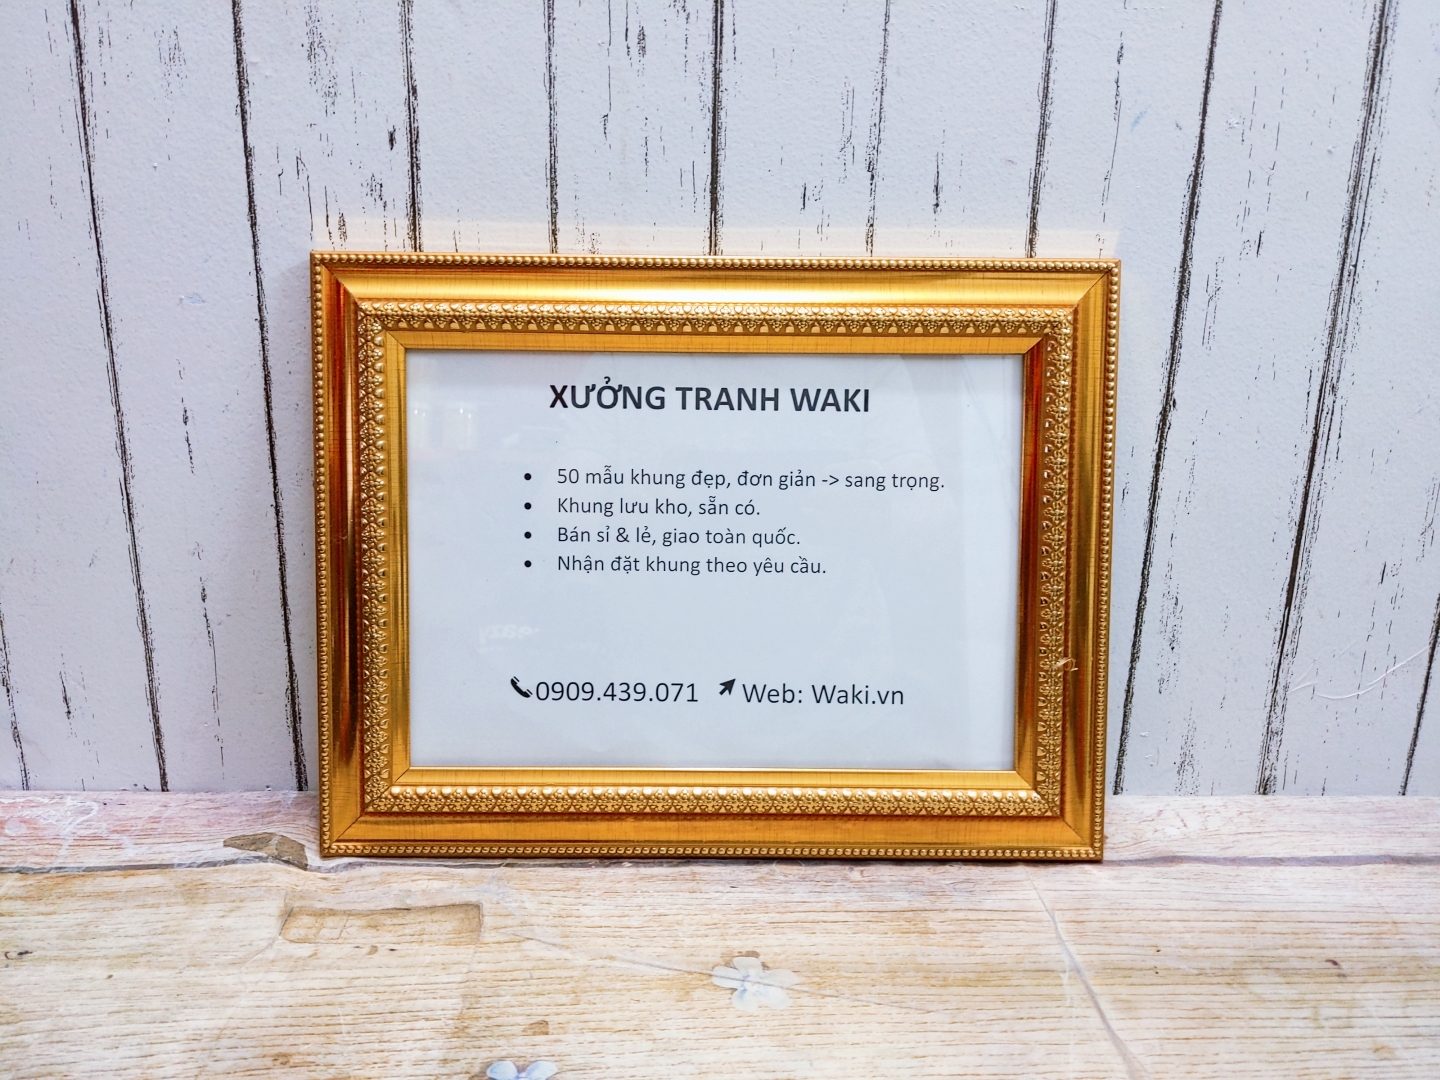 XƯỞNG TRANH WAKI
• 50 mẫu khung đẹp, đơn giản -> sang trọng.
• Khung lưu kho, sẵn có.
• Bán sỉ & lẻ, giao toàn quốc.
• Nhận đặt khung theo yêu cầu.
0909.439.071 Web: Waki.vn